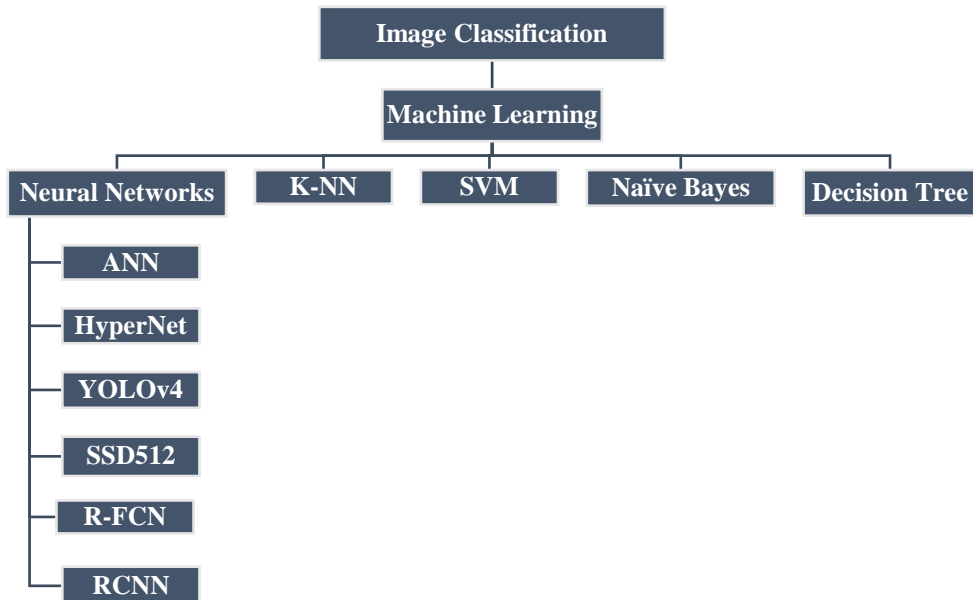 Image Classification
Machine Learning
Neural Networks
K-NN
SVM
Naïve Bayes
Decision Tree
ANN
HyperNet
YOLOv4
SSD512
R-FCN
RCNN